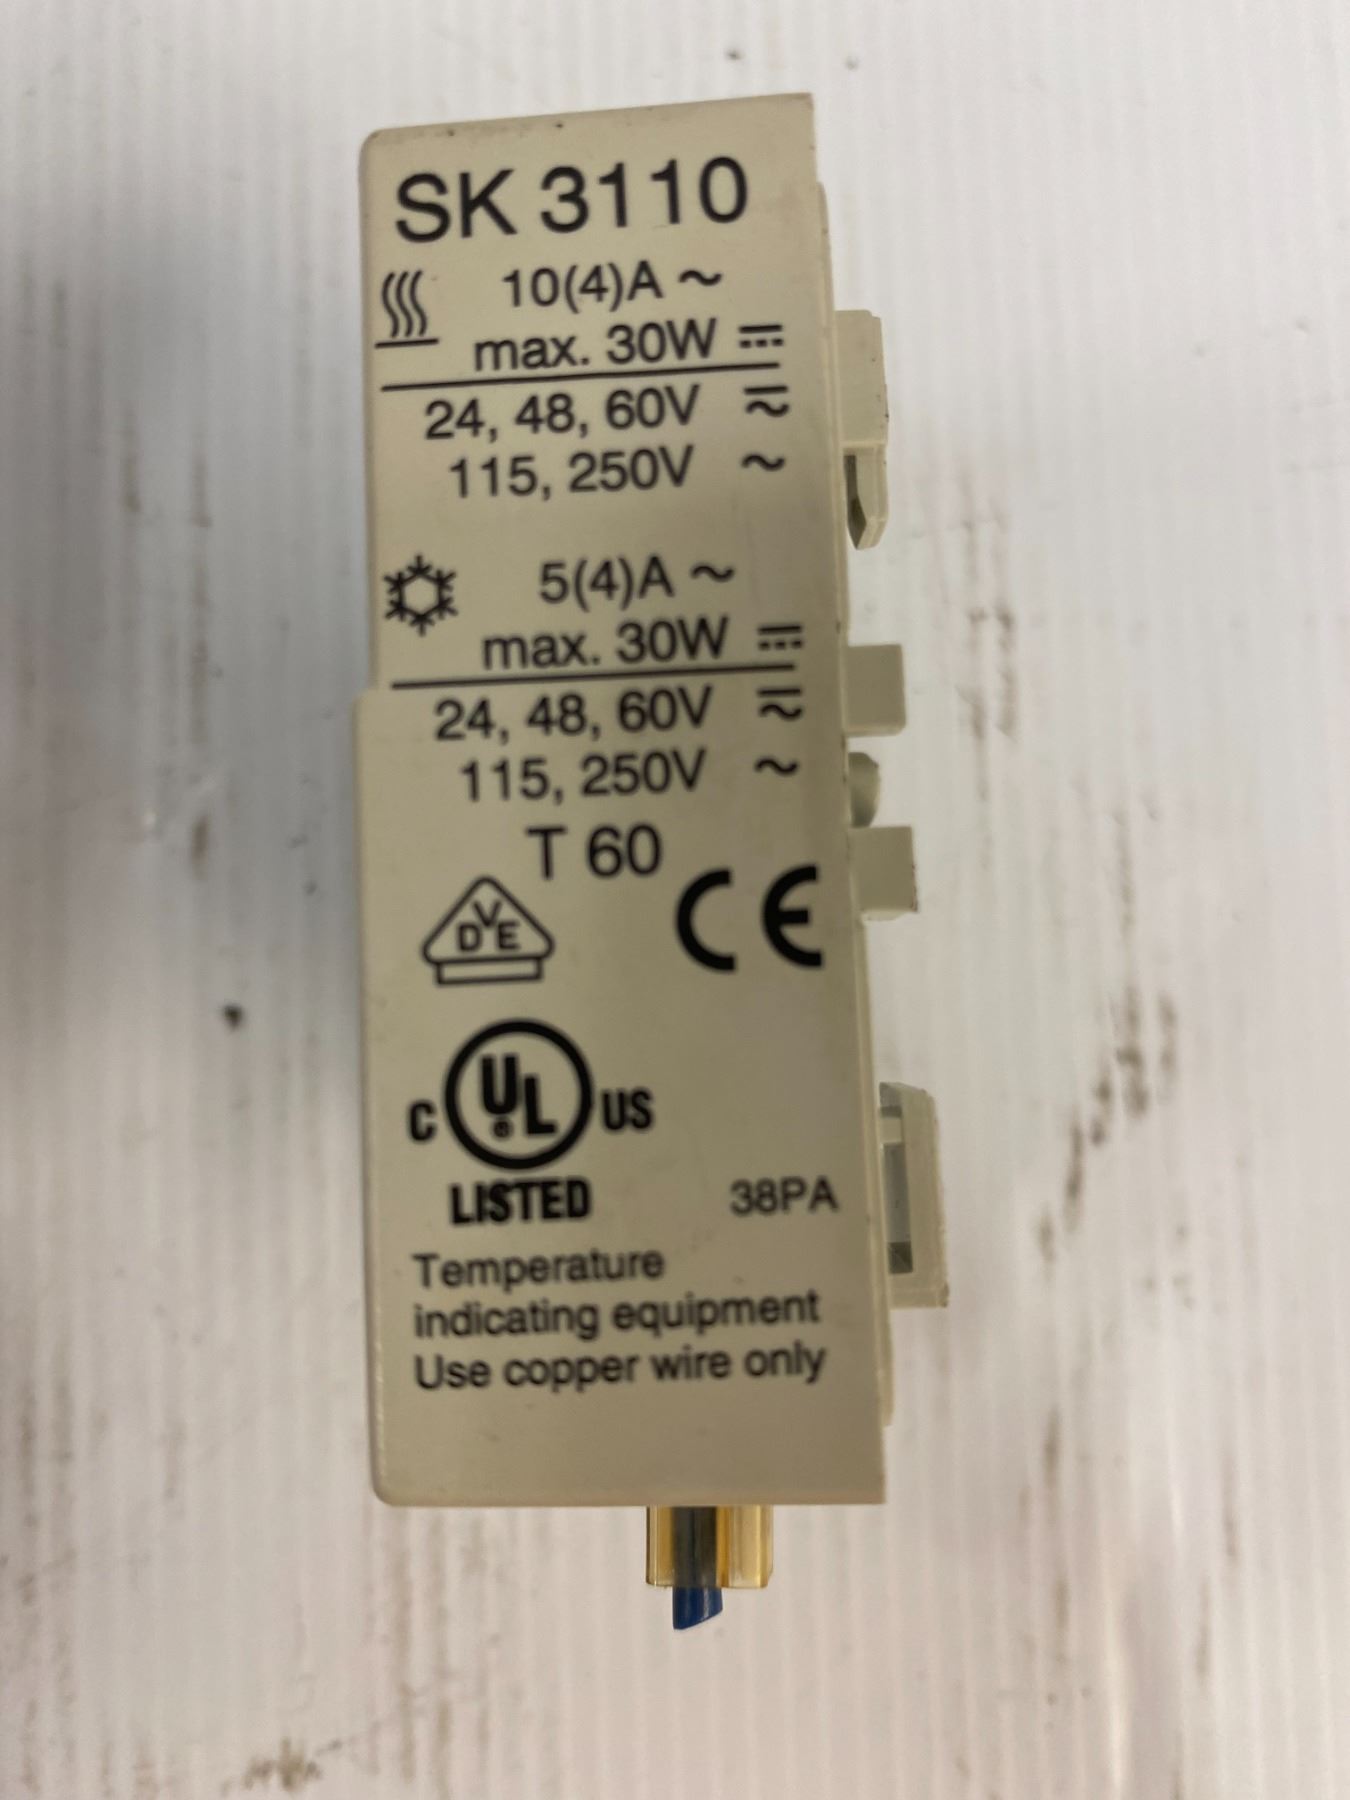 SK 3110
10(4)A ~
max. 30W ⎓
24, 48, 60V ⎓~
115, 250V ~
5(4)A ~
max. 30W ⎓
24, 48, 60V ⎓~
115, 250V ~
T 60
DVE CE
C UL® US
LISTED 38PA
Temperature
indicating equipment
Use copper wire only